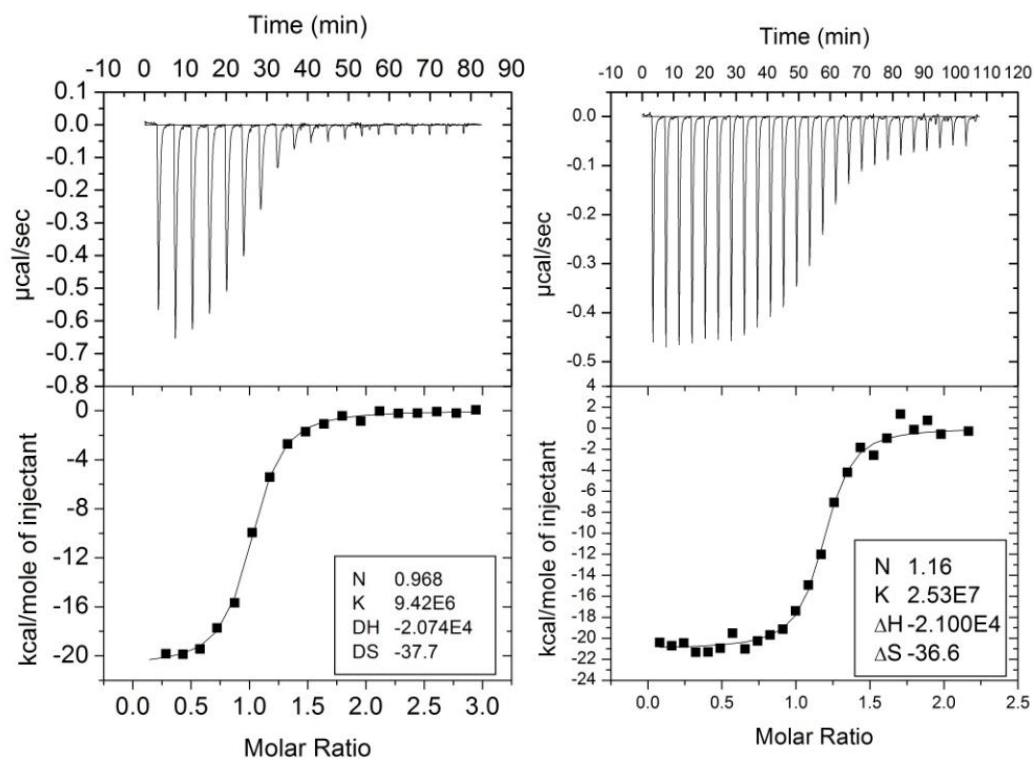 Time (min)
-10 0 10 20 30 40 50 60 70 80 90
0.1
0.0
-0.1
-0.2
-0.3
-0.4
-0.5
-0.6
-0.7
-0.8
µcal/sec
0
-4
-8
-12
-16
-20
kcal/mole of injectant
N 0.968
K 9.42E6
DH -2.074E4
DS -37.7
0.0 0.5 1.0 1.5 2.0 2.5 3.0
Molar Ratio
Time (min)
-10 0 10 20 30 40 50 60 70 80 90 100 110 120
0.0
-0.1
-0.2
-0.3
-0.4
-0.5
µcal/sec
4
2
0
-2
-4
-6
-8
-10
-12
-14
-16
-18
-20
-22
-24
kcal/mole of injectant
N 1.16
K 2.53E7
ΔH -2.100E4
ΔS -36.6
0.0 0.5 1.0 1.5 2.0 2.5
Molar Ratio